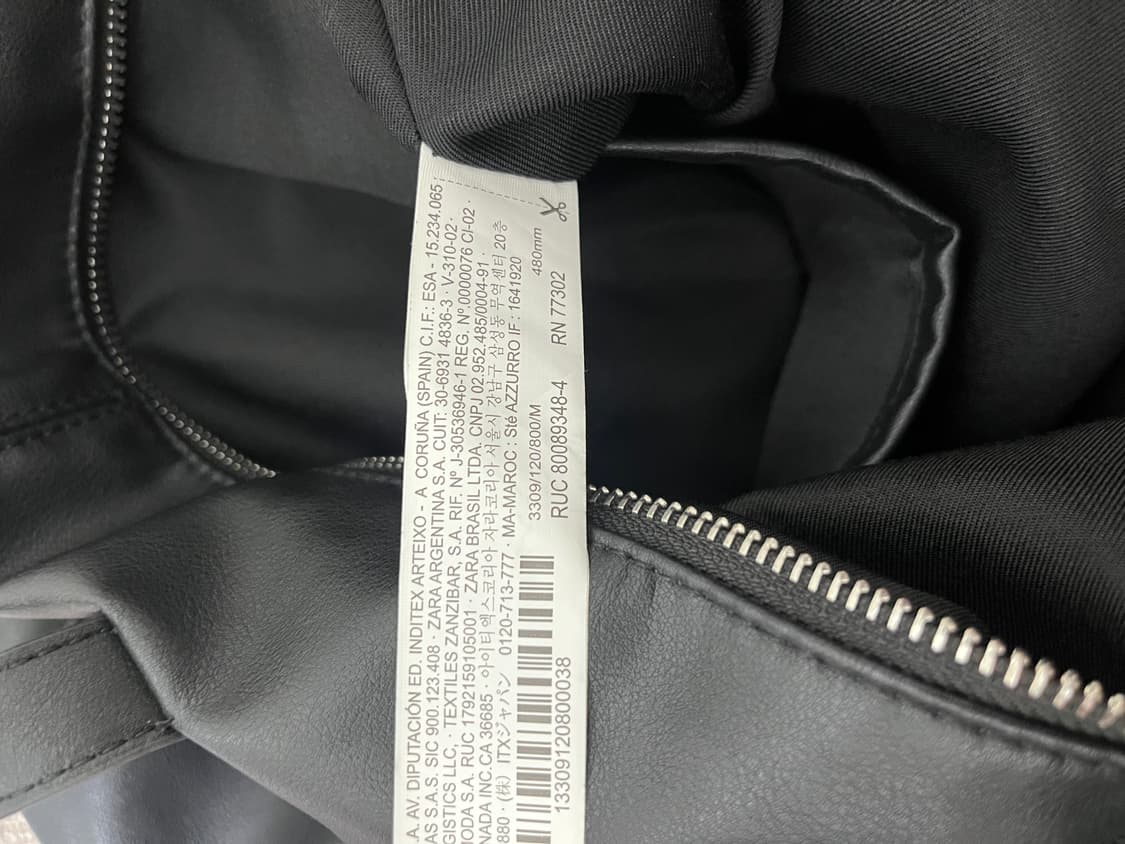 .A. AV. DIPUTACIÓN ED. INDITEX ARTEIXO - A CORUÑA (SPAIN) C.I.F.: ESA - 15.234.065 ·
AS S.A.S. SIC 900.123.408 · ZARA ARGENTINA S.A. CUIT: 30-6931 4836-3 · V-310-02 ·
GISTICS LLC, · TEXTILES ZANZIBAR, S.A. RIF. Nº J-30536946-1 REG. Nº.0000076 CI-02 ·
MODA S.A. RUC 1792159105001 · ZARA BRASIL LTDA. CNPJ 02.952.485/0004-91 ·
NADA INC.CA 36685 · 아이티엑스코리아 자라코리아 서울시 강남구 삼성동 무역센터 20층
880 · (株) ITXジャパン 0120-713-777 · MA-MAROC : Sté AZZURRO IF : 1641920
3309/120/800/M 480mm
13309120800038 RUC 80089348-4 RN 77302